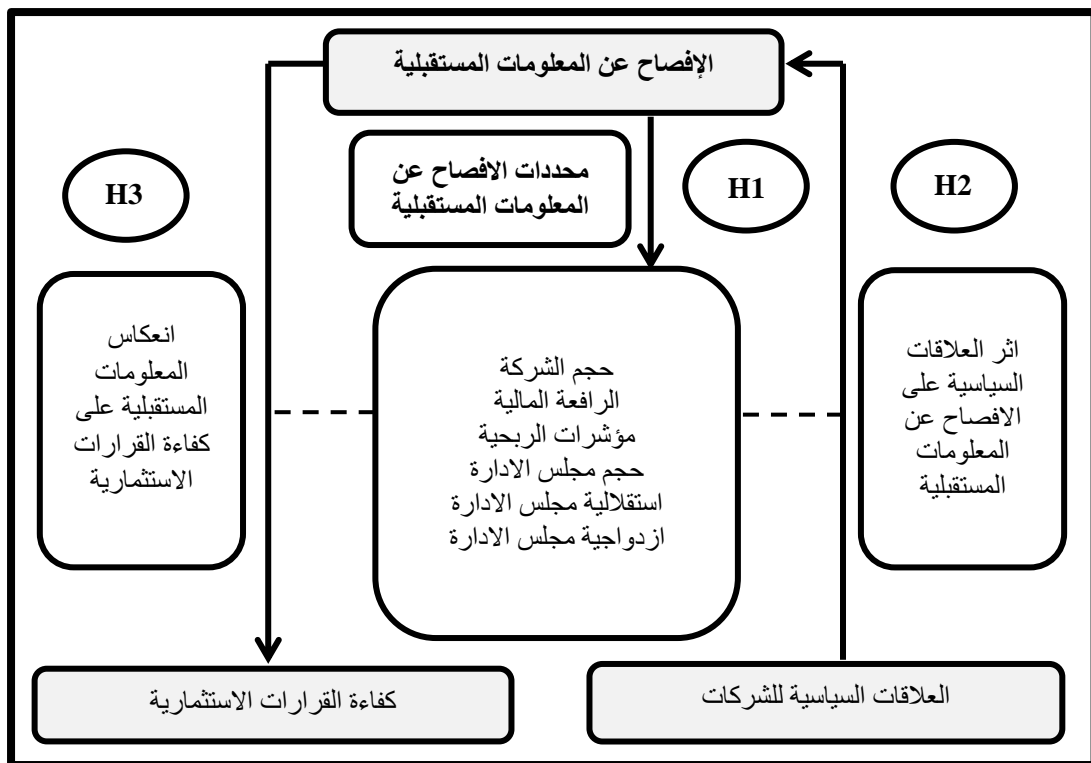 الإفصاح عن المعلومات المستقبلية
محددات الافصاح عن
المعلومات المستقبلية
H1
H2
H3
اثر العلاقات
السياسية على
الافصاح عن
المعلومات
المستقبلية
حجم الشركة
الرافعة المالية
مؤشرات الربحية
حجم مجلس الادارة
استقلالية مجلس الادارة
ازدواجية مجلس الادارة
انعكاس
المعلومات
المستقبلية على
كفاءة القرارات
الاستثمارية
العلاقات السياسية للشركات
كفاءة القرارات الاستثمارية